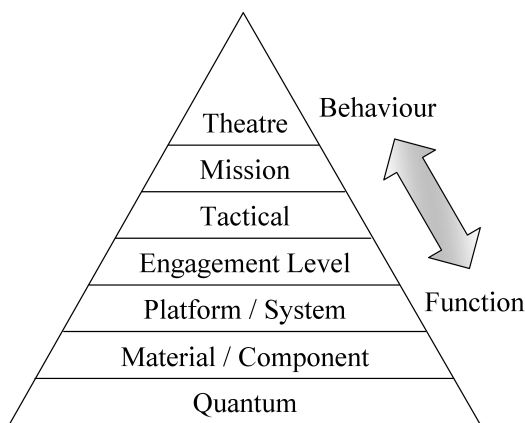 Behaviour
Theatre
Mission
Tactical
Engagement Level
Function
Platform / System
Material / Component
Quantum